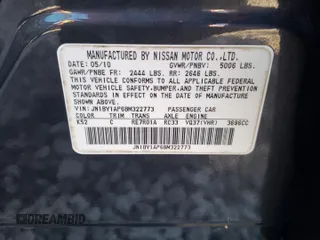 MANUFACTURED BY NISSAN MOTOR CO.,LTD.
DATE: 05/10 GVWR/PNBV: 5006 LBS.
GAWR/PNBE FR: 2444 LBS. RR: 2646 LBS.
THIS VEHICLE CONFORMS TO ALL APPLICABLE FEDERAL
MOTOR VEHICLE SAFETY,BUMPER,AND THEFT PREVENTION
STANDARDS IN EFFECT ON THE DATE OF MANUFACTURE
SHOWN ABOVE.
V.I.N.: JN1BY1AP6BM322773 PASSENGER CAR
COLOR TRIM TRANS AXLE ENGINE
K52 C RE7R01A RC33 VQ37(VHR) 3696CC
JN1BY1AP6BM322773
DREAMBID